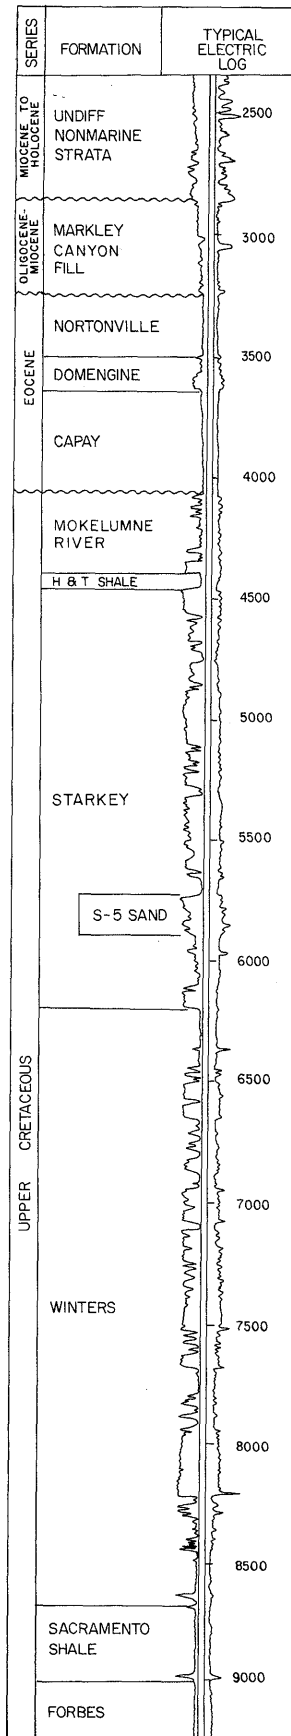 SERIES
FORMATION
TYPICAL
ELECTRIC
LOG
MIOCENE TO
HOLOCENE
UNDIFF
NONMARINE
STRATA
2500
OLIGOCENE-
MIOCENE
MARKLEY
CANYON
FILL
3000
EOCENE
NORTONVILLE
3500
DOMENGINE
CAPAY
4000
UPPER CRETACEOUS
MOKELUMNE
RIVER
H & T SHALE
4500
STARKEY
5000
5500
S-5 SAND
6000
WINTERS
6500
7000
7500
8000
8500
SACRAMENTO
SHALE
9000
FORBES